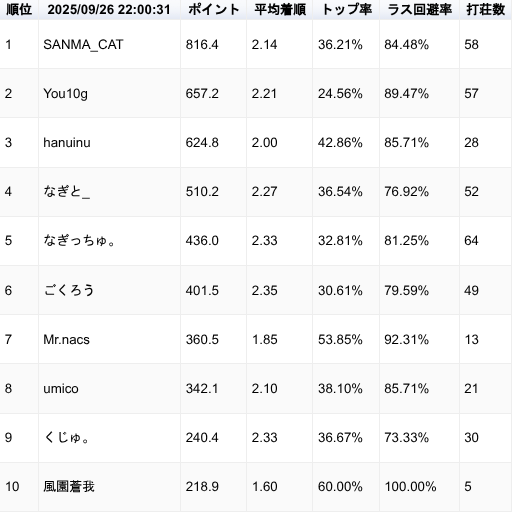 順位 2025/09/26 22:00:31 ポイント 平均着順 トップ率 ラス回避率 打荘数
1 SANMA_CAT 816.4 2.14 36.21% 84.48% 58
2 You10g 657.2 2.21 24.56% 89.47% 57
3 hanuinu 624.8 2.00 42.86% 85.71% 28
4 なぎと_ 510.2 2.27 36.54% 76.92% 52
5 なぎっちゅ。 436.0 2.33 32.81% 81.25% 64
6 ごくろう 401.5 2.35 30.61% 79.59% 49
7 Mr.nacs 360.5 1.85 53.85% 92.31% 13
8 umico 342.1 2.10 38.10% 85.71% 21
9 くじゅ。 240.4 2.33 36.67% 73.33% 30
10 風園蒼我 218.9 1.60 60.00% 100.00% 5